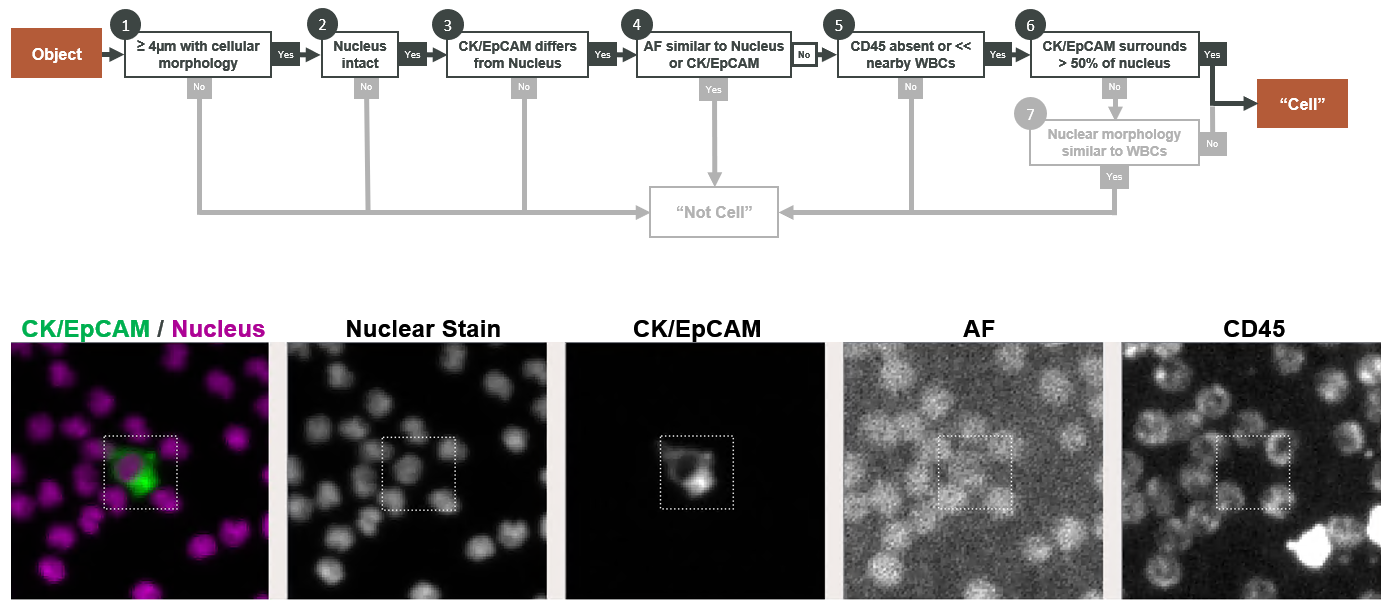 Object
1
≥ 4µm with cellular
morphology
Yes
No
2
Nucleus
intact
Yes
No
3
CK/EpCAM differs
from Nucleus
Yes
No
4
AF similar to Nucleus
or CK/EpCAM
No
Yes
5
CD45 absent or <<
nearby WBCs
Yes
No
6
CK/EpCAM surrounds
> 50% of nucleus
Yes
No
7
Nuclear morphology
similar to WBCs
No
Yes
“Cell”
“Not Cell”
CK/EpCAM / Nucleus
Nuclear Stain
CK/EpCAM
AF
CD45